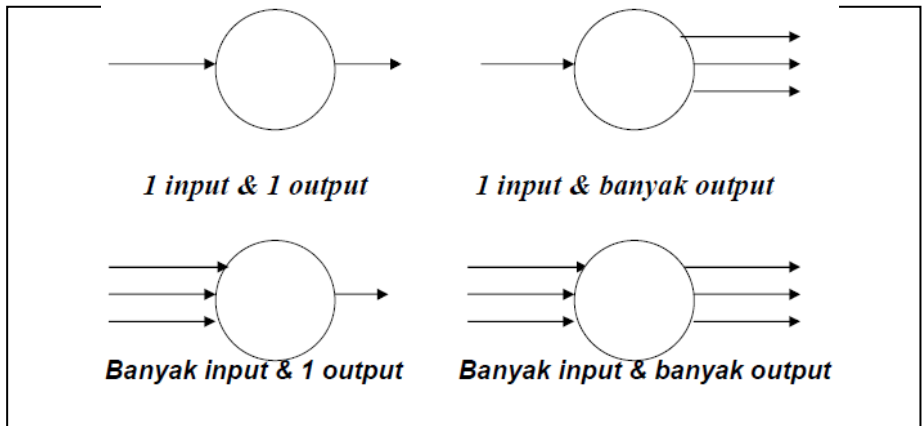 1 input & 1 output
1 input & banyak output
Banyak input & 1 output
Banyak input & banyak output